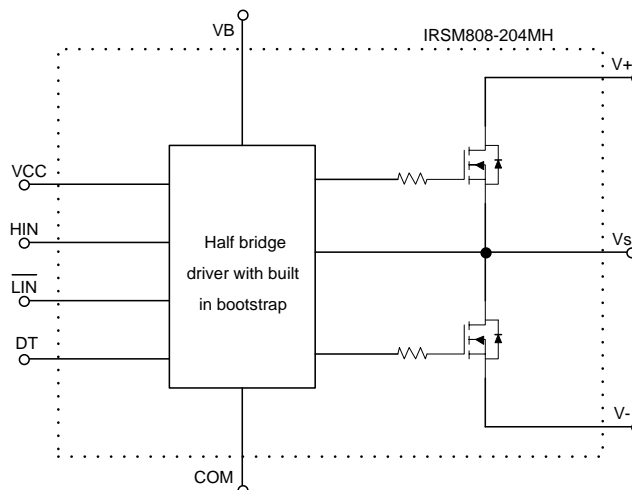 VB
IRSM808-204MH
V+
VCC
HIN
Half bridge
driver with built
in bootstrap
Vs
LIN
DT
V-
COM